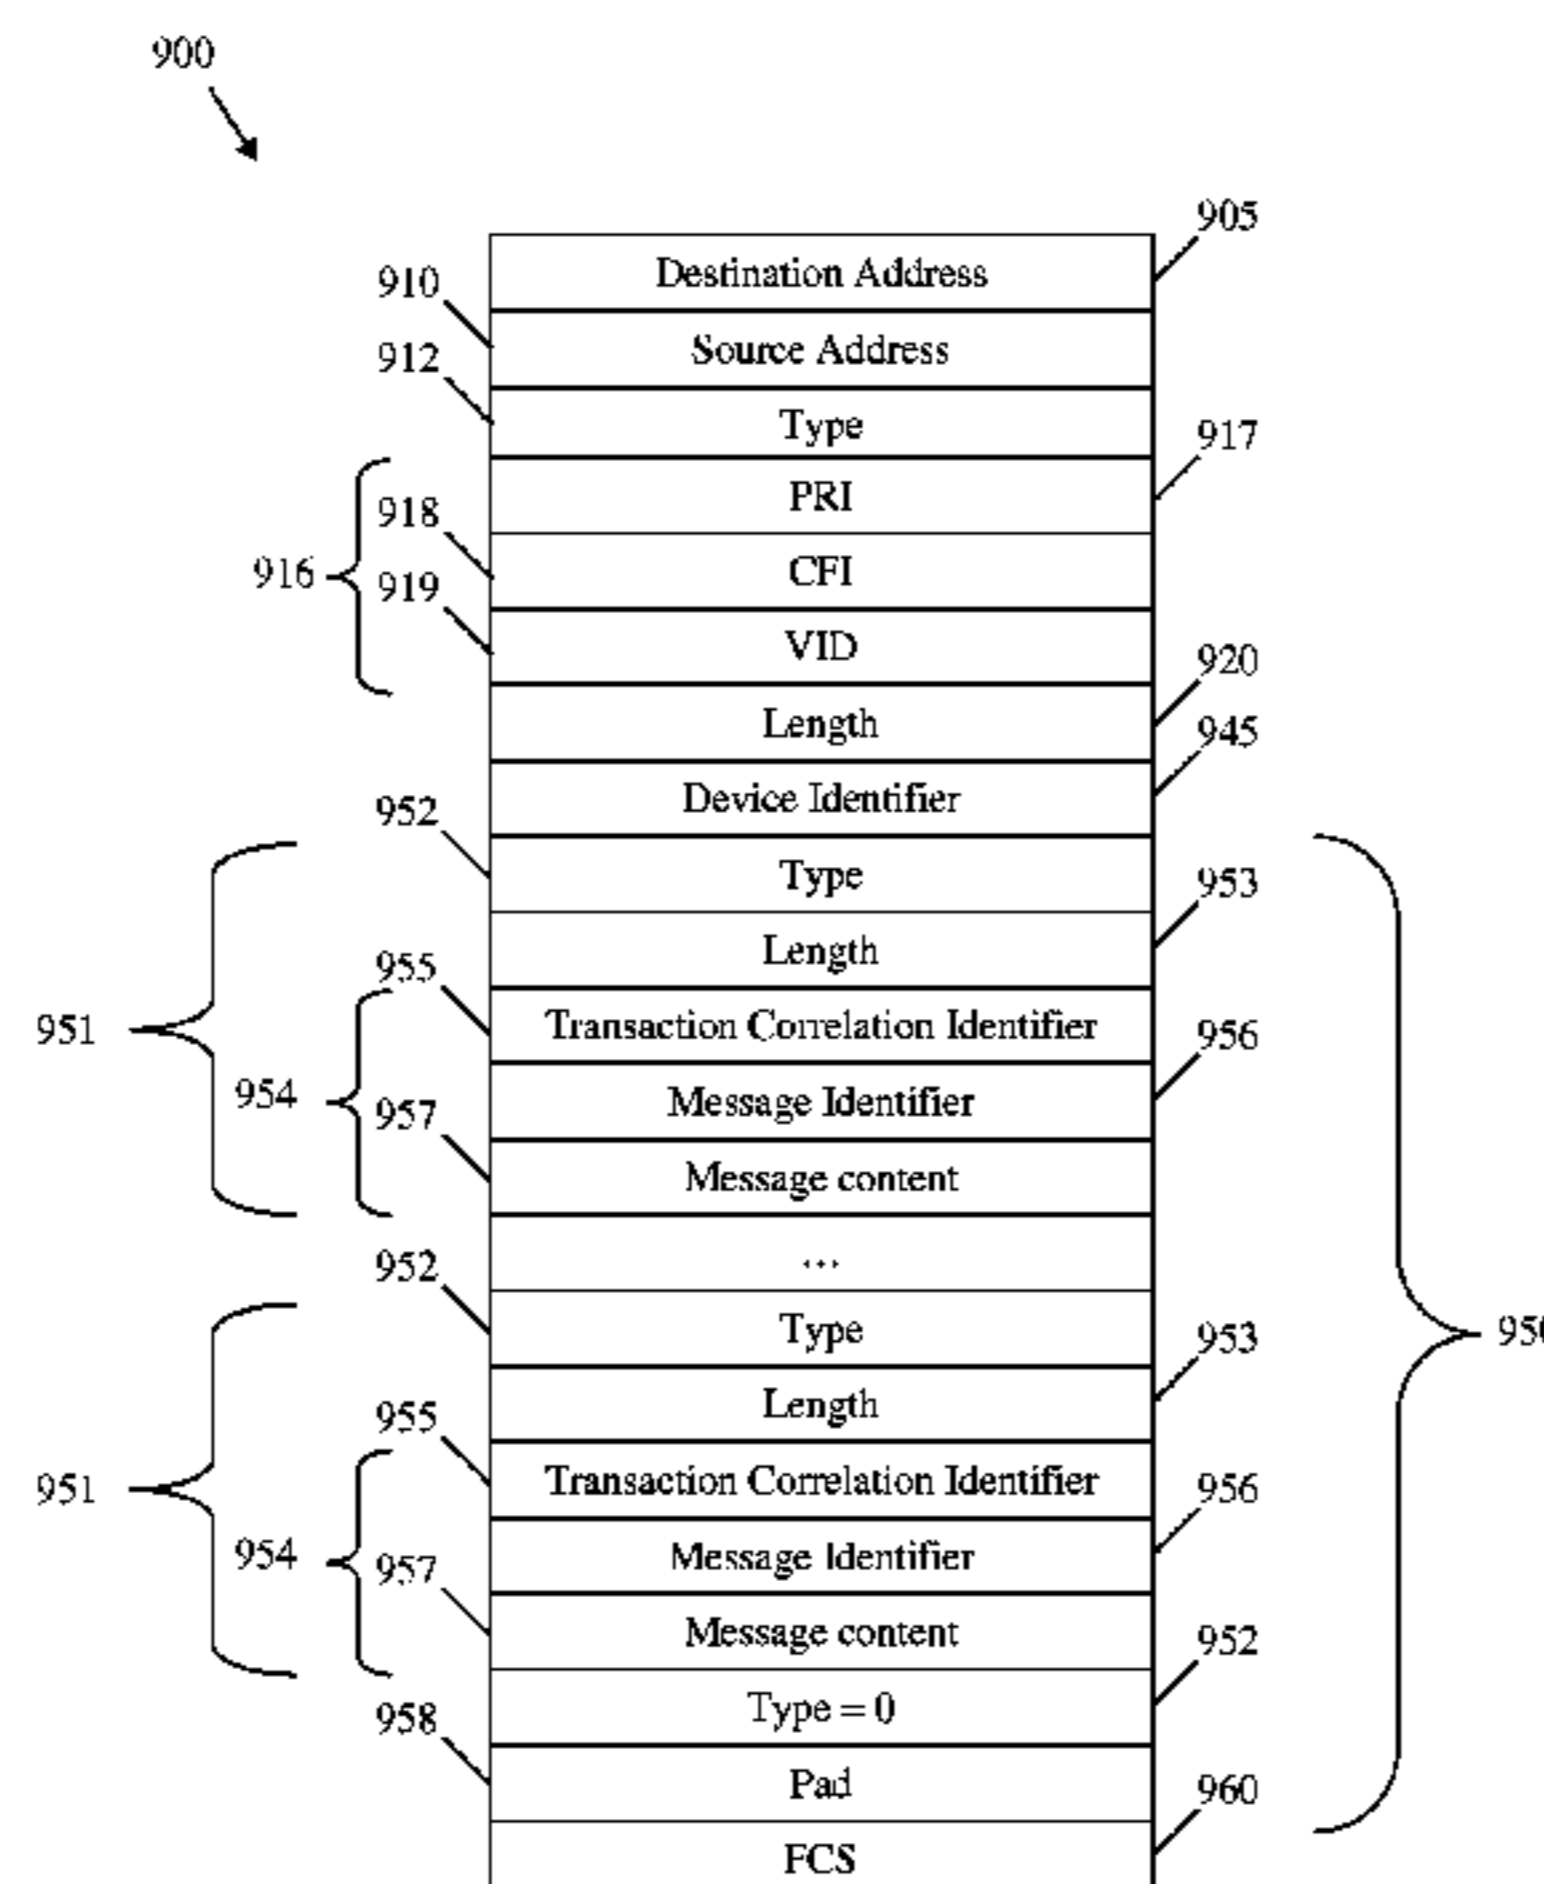 900
905
Destination Address
910
Source Address
912
Type
917
PRI
918
CFI
916
919
VID
920
Length
945
Device Identifier
952
Type
953
Length
955
Transaction Correlation Identifier
951
956
954
Message Identifier
957
Message content
952
...
Type
950
953
Length
955
Transaction Correlation Identifier
951
956
954
Message Identifier
957
Message content
952
Type = 0
958
Pad
960
FCS